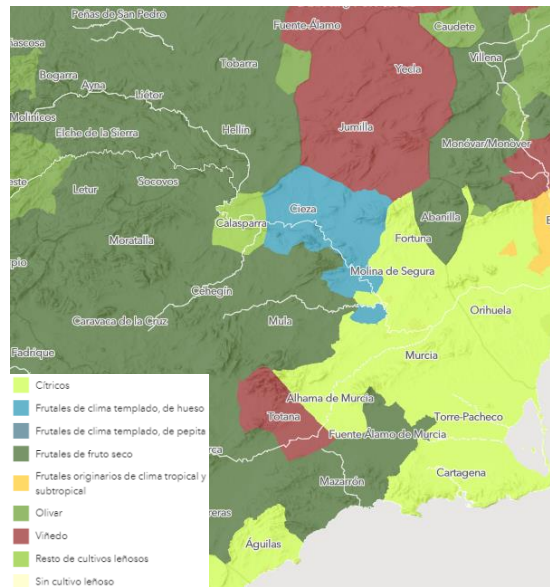 Peñas de San Pedro
Fuente-Álamo
Caudete
Tobarra
Yecla
Villena
Bogarra
Ayna
Liétor
Molinicos
Hellín
Jumilla
Monóvar/Monòver
Elche de la Sierra
Letur
Socovos
Cieza
Calasparra
Abanilla
Moratalla
Fortuna
Molina de Segura
Cehegín
Orihuela
Caravaca de la Cruz
Mula
Murcia
Fadrique
Alhama de Murcia
Totana
Torre-Pacheco
Fuente Álamo de Murcia
Cartagena
Mazarrón
Águilas
Cítricos
Frutales de clima templado, de hueso
Frutales de clima templado, de pepita
Frutales de fruto seco
Frutales originarios de clima tropical y
subtropical
Olivar
Viñedo
Resto de cultivos leñosos
Sin cultivo leñoso